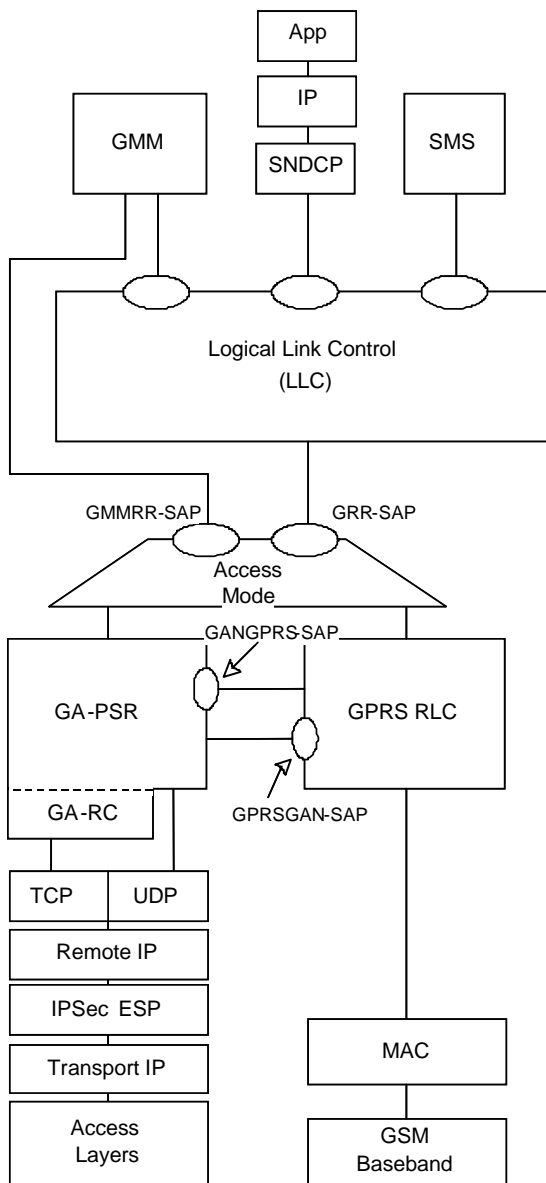 App
IP
GMM
SNDCP
SMS
Logical Link Control
(LLC)
GMMRR-SAP
GRR-SAP
Access
Mode
GANGPRS-SAP
GA-PSR
GPRS RLC
GA-RC
GPRSGAN-SAP
TCP
UDP
Remote IP
IPSec ESP
Transport IP
MAC
Access
Layers
GSM
Baseband